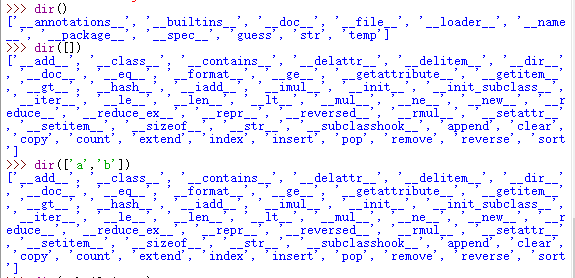 >>> dir()
['__annotations__', '__builtins__', '__doc__', '__file__', '__loader__', '__name
__', '__package__', '__spec__', 'guess', 'str', 'temp']
>>> dir([])
['__add__', '__class__', '__contains__', '__delattr__', '__delitem__', '__dir__',
'__doc__', '__eq__', '__format__', '__ge__', '__getattribute__', '__getitem__',
'__gt__', '__hash__', '__iadd__', '__imul__', '__init__', '__init_subclass__',
'__iter__', '__le__', '__len__', '__lt__', '__mul__', '__ne__', '__new__', '__r
educe__', '__reduce_ex__', '__repr__', '__reversed__', '__rmul__', '__setattr__'
, '__setitem__', '__sizeof__', '__str__', '__subclasshook__', 'append', 'clear',
'copy', 'count', 'extend', 'index', 'insert', 'pop', 'remove', 'reverse', 'sort'
]
>>> dir(['a','b'])
['__add__', '__class__', '__contains__', '__delattr__', '__delitem__', '__dir__',
'__doc__', '__eq__', '__format__', '__ge__', '__getattribute__', '__getitem__',
'__gt__', '__hash__', '__iadd__', '__imul__', '__init__', '__init_subclass__',
'__iter__', '__le__', '__len__', '__lt__', '__mul__', '__ne__', '__new__', '__r
educe__', '__reduce_ex__', '__repr__', '__reversed__', '__rmul__', '__setattr__'
, '__setitem__', '__sizeof__', '__str__', '__subclasshook__', 'append', 'clear',
'copy', 'count', 'extend', 'index', 'insert', 'pop', 'remove', 'reverse', 'sort'
]